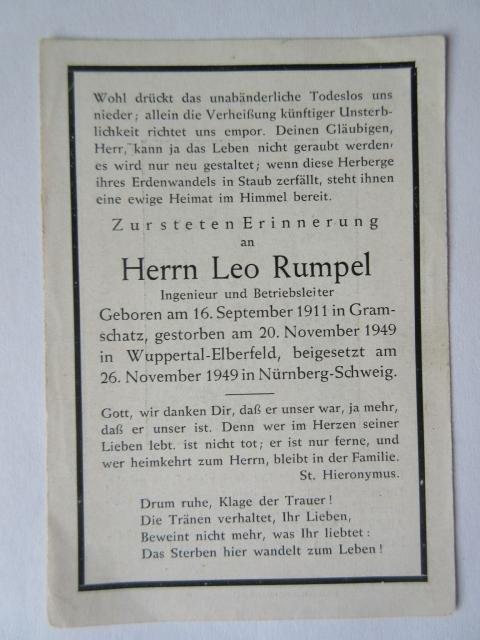 Wohl drückt das unabänderliche Todeslos uns
nieder; allein die Verheißung künftiger Unsterb-
lichkeit richtet uns empor. Deinen Gläubigen,
Herr, kann ja das Leben nicht geraubt werden,
es wird nur neu gestaltet; wenn diese Herberge
ihres Erdenwandels in Staub zerfällt, steht ihnen
eine ewige Heimat im Himmel bereit.
Zur steten Erinnerung
an
Herrn Leo Rumpel
Ingenieur und Betriebsleiter
Geboren am 16. September 1911 in Gram-
schatz, gestorben am 20. November 1949
in Wuppertal-Elberfeld, beigesetzt am
26. November 1949 in Nürnberg-Schweig.
Gott, wir danken Dir, daß er unser war, ja mehr,
daß er unser ist. Denn wer im Herzen seiner
Lieben lebt. ist nicht tot; er ist nur ferne, und
wer heimkehrt zum Herrn, bleibt in der Familie.
St. Hieronymus.
Drum ruhe, Klage der Trauer!
Die Tränen verhaltet, Ihr Lieben,
Beweint nicht mehr, was Ihr liebtet:
Das Sterben hier wandelt zum Leben!